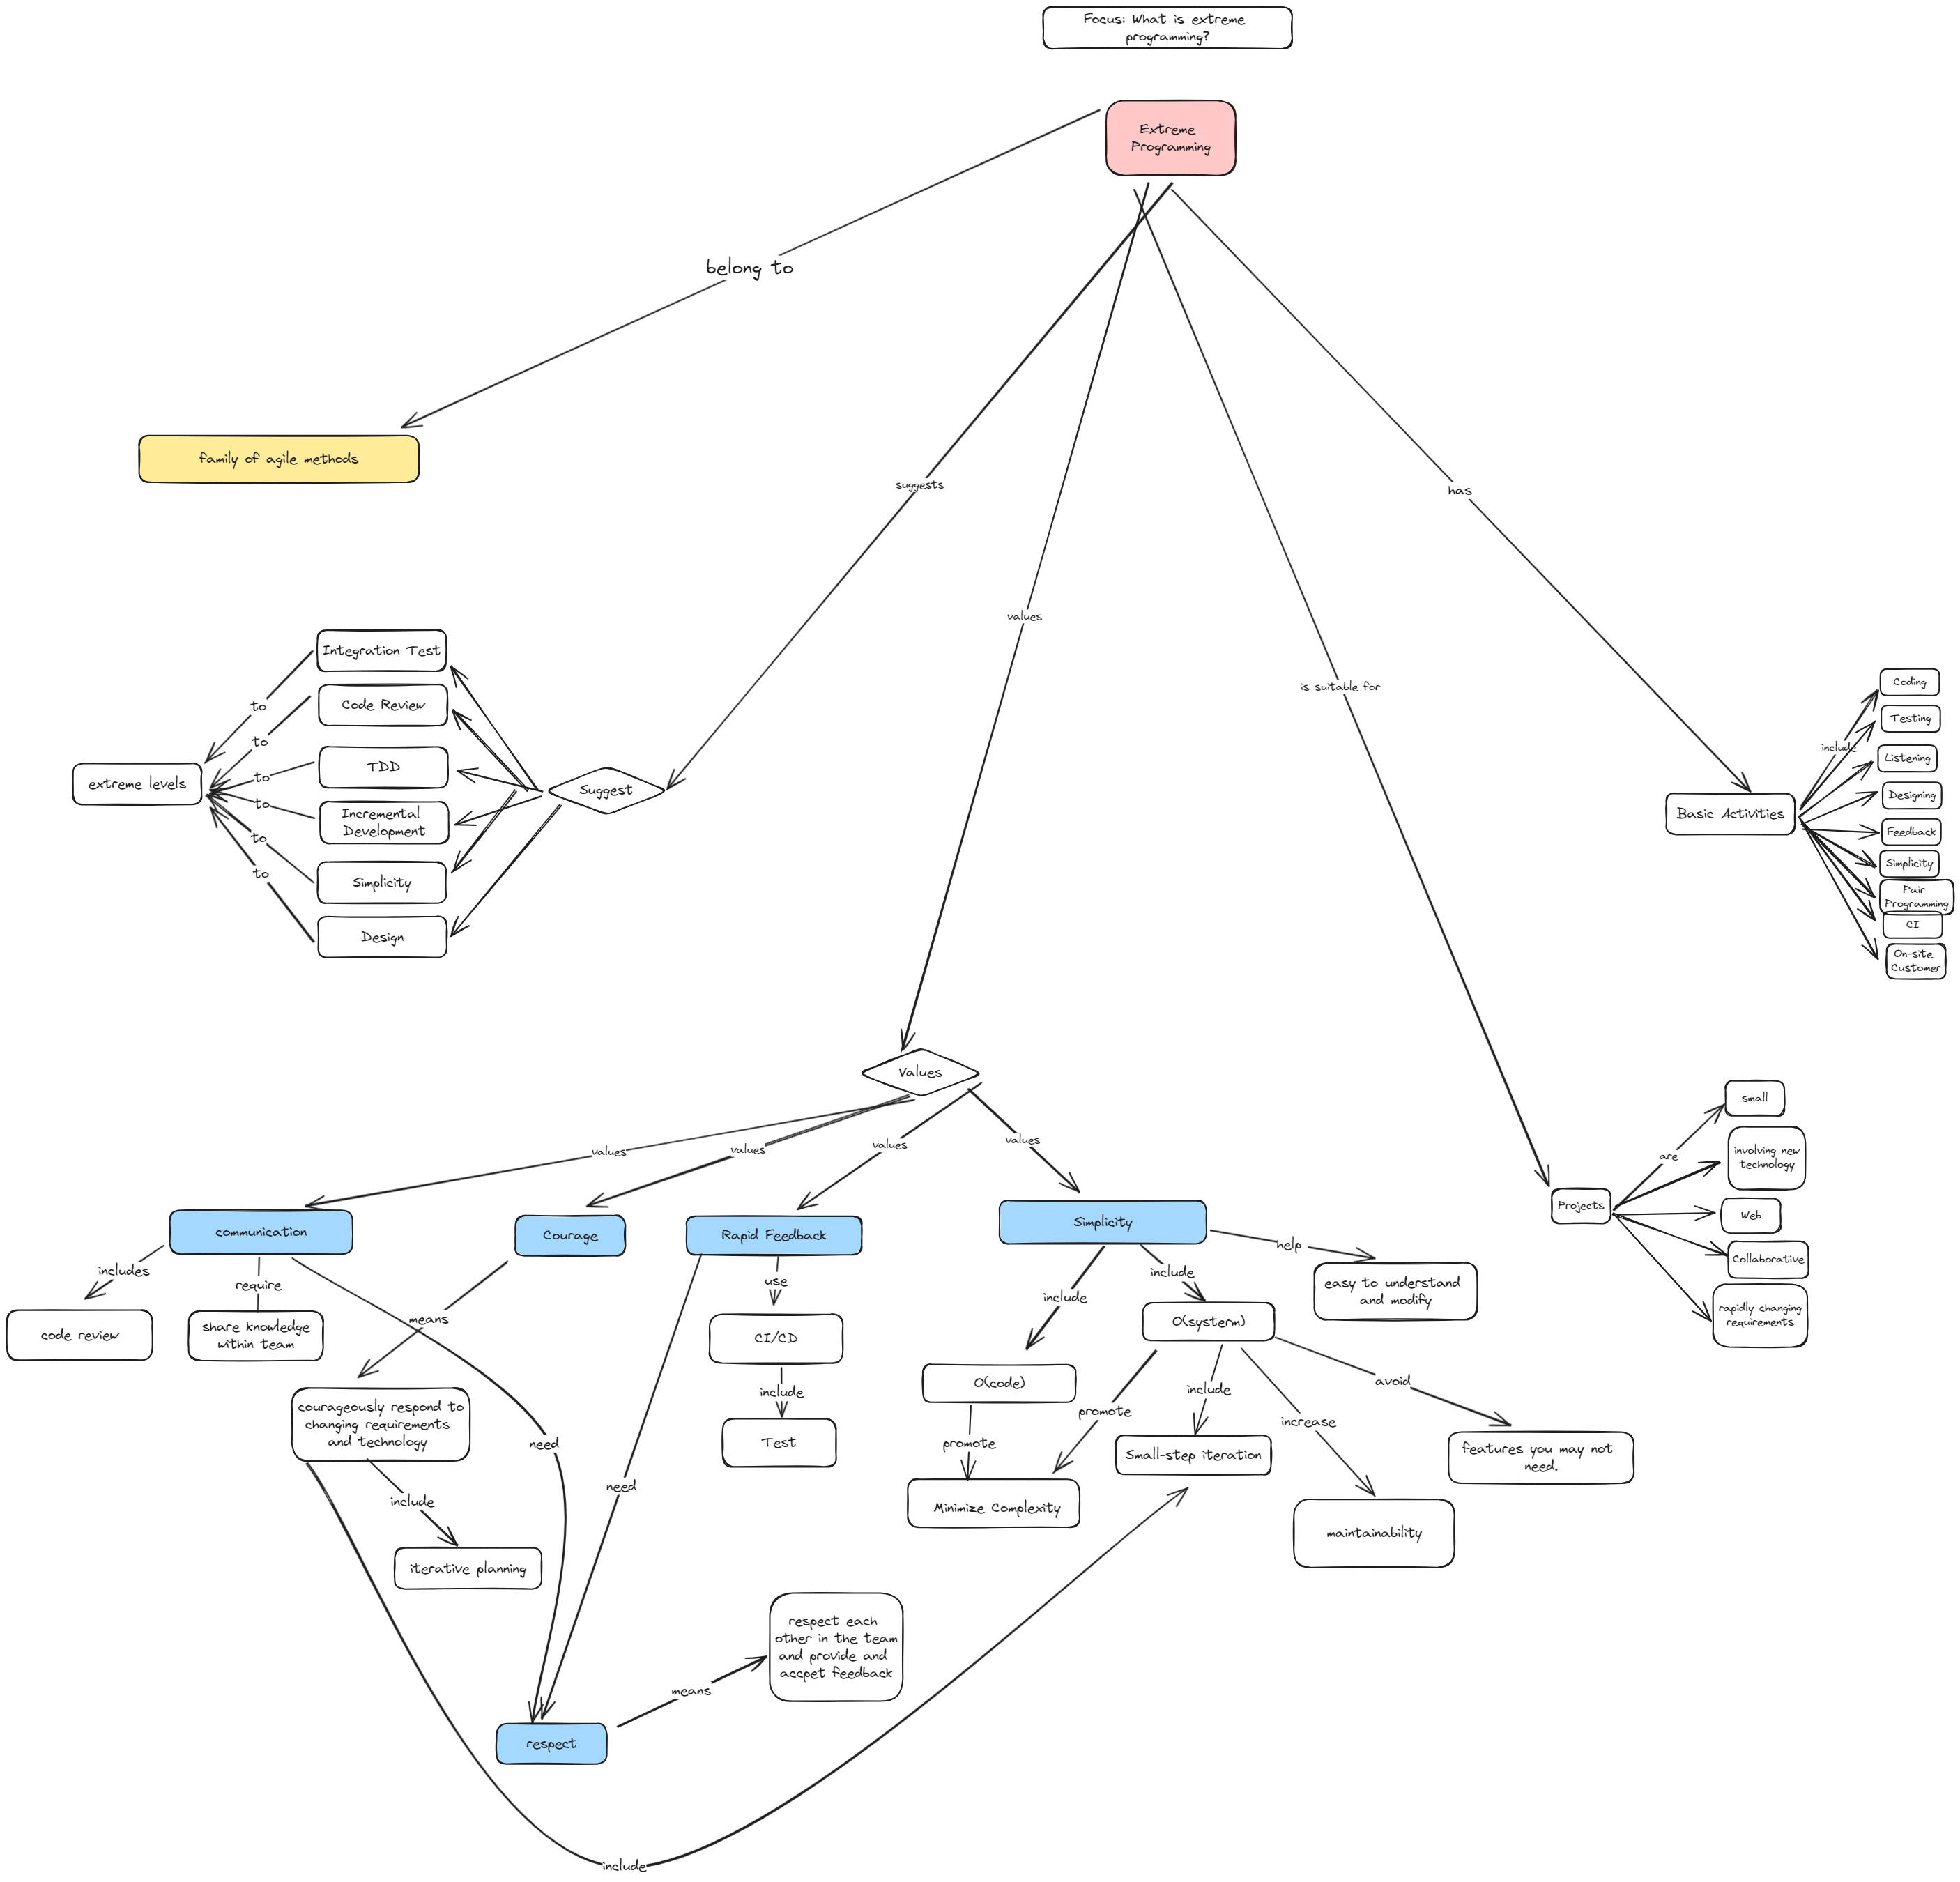 Focus: What is extreme
programming?
Extreme
Programming
belong to
family of agile methods
suggests
has
values
is suitable for
Integration Test
Code Review
TDD
Incremental
Development
Simplicity
Design
to
to
to
to
to
to
extreme levels
Suggest
Coding
Testing
include
Listening
Designing
Basic Activities
Feedback
Simplicity
Pair
Programming
CI
On-site
Customer
Values
values
values
values
values
small
are
involving new
technology
Projects
Web
Collaborative
rapidly changing
requirements
communication
Courage
Rapid Feedback
Simplicity
includes
require
means
use
include
include
help
easy to understand
and modify
code review
share knowledge
within team
CI/CD
O(systerm)
O(code)
include
include
avoid
courageously respond to
changing requirements
and technology
need
Test
promote
promote
increase
Small-step iteration
features you may not
need.
include
need
Minimize Complexity
maintainability
iterative planning
respect each
other in the team
and provide and
accpet feedback
means
respect
include